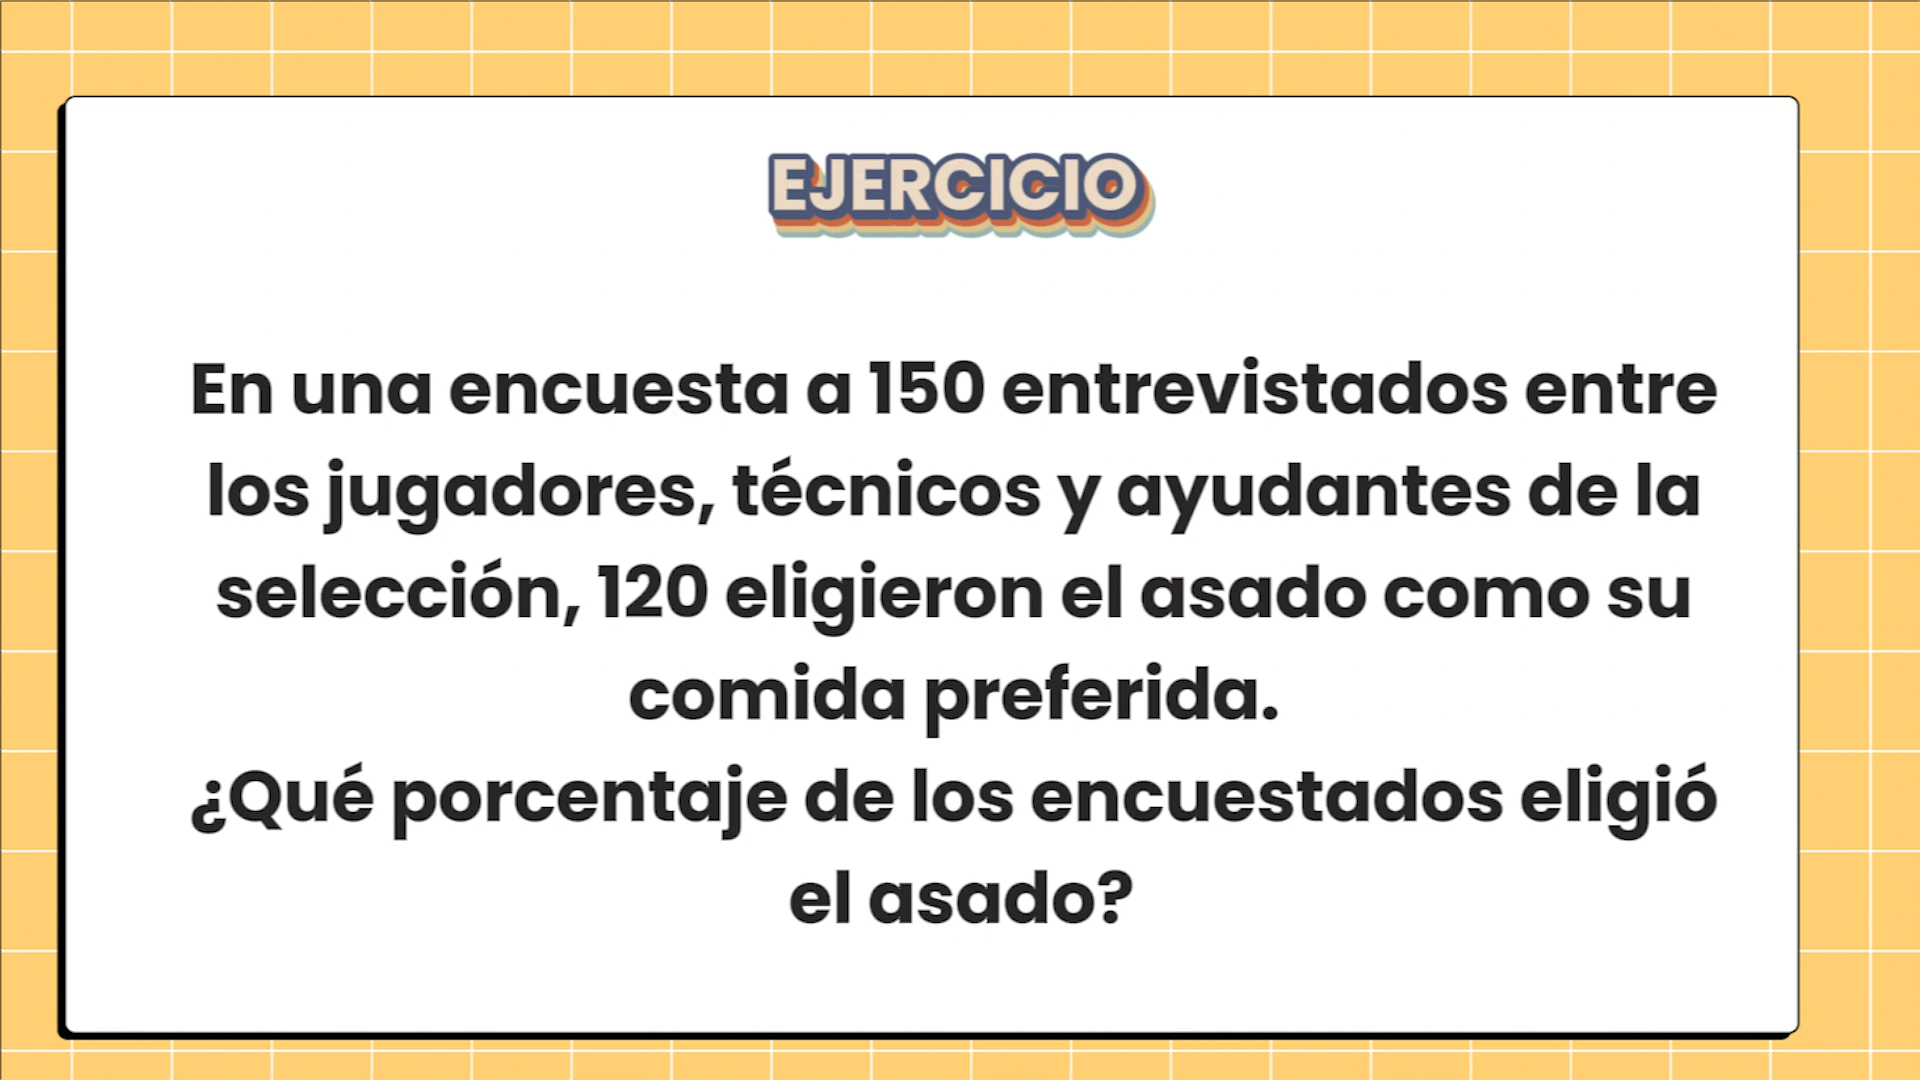 EJERCICIO
En una encuesta a 150 entrevistados entre
los jugadores, técnicos y ayudantes de la
selección, 120 eligieron el asado como su
comida preferida.
¿Qué porcentaje de los encuestados eligió
el asado?